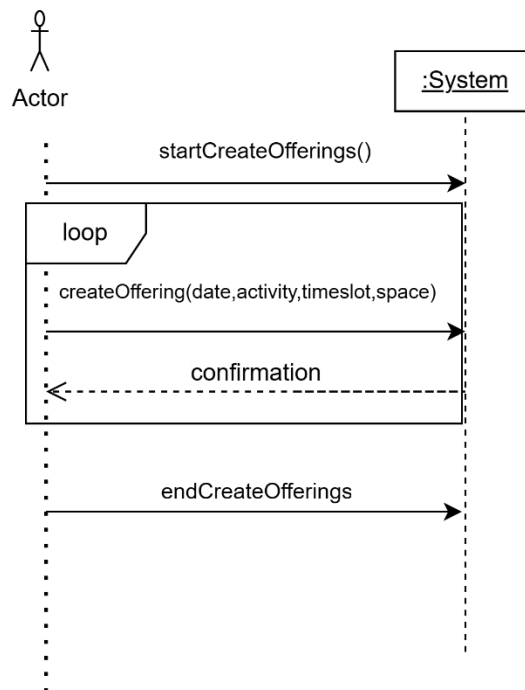 Actor
:System
startCreateOfferings()
loop
createOffering(date,activity,timeslot,space)
confirmation
endCreateOfferings